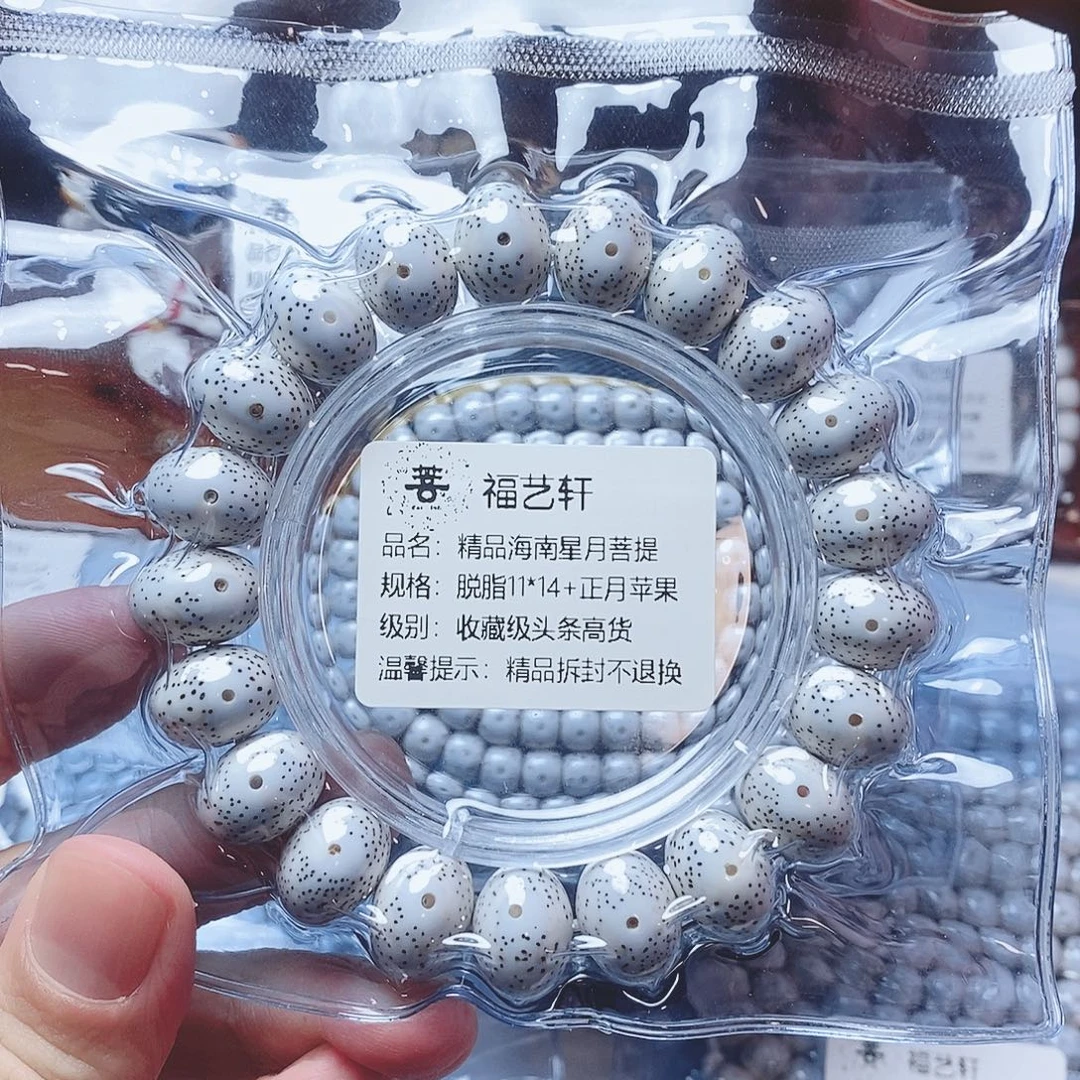 菩 福艺轩
品名：精品海南星月菩提
规格：脱脂11*14+正月苹果
级别：收藏级头条高货
温馨提示：精品拆封不退换
福艺轩